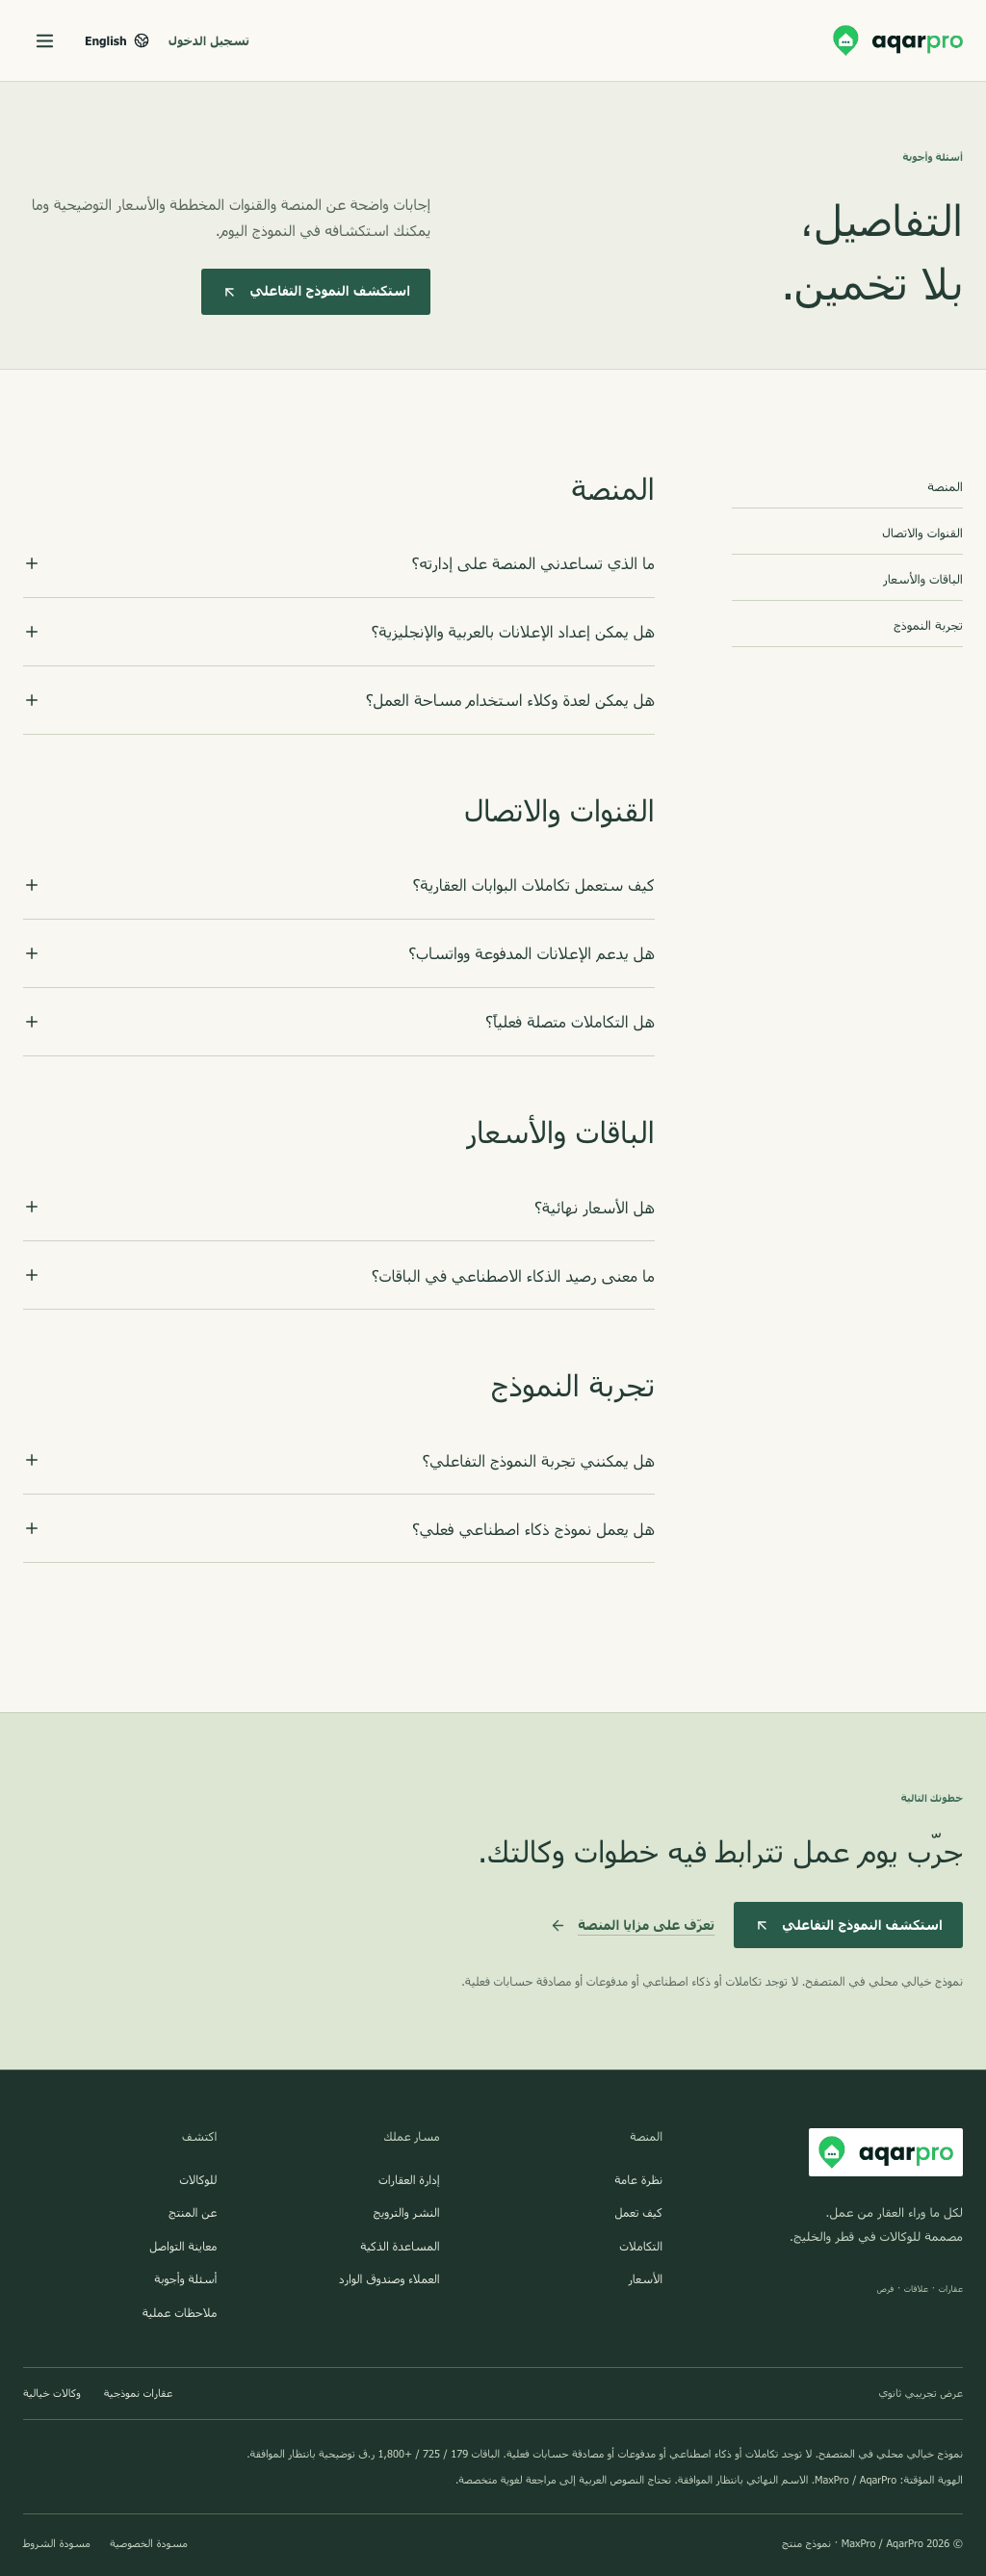 aqarpro
تسجيل الدخول
English
أسئلة وأجوبة
التفاصيل،
بلا تخمين.
إجابات واضحة عن المنصة والقنوات المخططة والأسعار التوضيحية وما
يمكنك استكشافه في النموذج اليوم.
استكشف النموذج التفاعلي
المنصة
القنوات والاتصال
الباقات والأسعار
تجربة النموذج
المنصة
ما الذي تساعدني المنصة على إدارته؟
هل يمكن إعداد الإعلانات بالعربية والإنجليزية؟
هل يمكن لعدة وكلاء استخدام مساحة العمل؟
القنوات والاتصال
كيف ستعمل تكاملات البوابات العقارية؟
هل يدعم الإعلانات المدفوعة وواتساب؟
هل التكاملات متصلة فعلياً؟
الباقات والأسعار
هل الأسعار نهائية؟
ما معنى رصيد الذكاء الاصطناعي في الباقات؟
تجربة النموذج
هل يمكنني تجربة النموذج التفاعلي؟
هل يعمل نموذج ذكاء اصطناعي فعلي؟
خطوتك التالية
جرّب يوم عمل تترابط فيه خطوات وكالتك.
استكشف النموذج التفاعلي
تعرّف على مزايا المنصة
نموذج خيالي محلي في المتصفح. لا توجد تكاملات أو ذكاء اصطناعي أو مدفوعات أو مصادقة حسابات فعلية.
aqarpro
لكل ما وراء العقار من عمل.
مصممة للوكالات في قطر والخليج.
عقارات · علاقات · فرص
المنصة
نظرة عامة
كيف تعمل
التكاملات
الأسعار
مسار عملك
إدارة العقارات
النشر والترويج
المساعدة الذكية
العملاء وصندوق الوارد
اكتشف
للوكالات
عن المنتج
معاينة التواصل
أسئلة وأجوبة
ملاحظات عملية
عرض تجريبي ثانوي
عقارات نموذجية
وكالات خيالية
نموذج خيالي محلي في المتصفح. لا توجد تكاملات أو ذكاء اصطناعي أو مدفوعات أو مصادقة حسابات فعلية. الباقات 179 / 725 / +1,800 ر.ق توضيحية بانتظار الموافقة.
الهوية المؤقتة: MaxPro / AqarPro. الاسم النهائي بانتظار الموافقة. تحتاج النصوص العربية إلى مراجعة لغوية متخصصة.
© 2026 MaxPro / AqarPro · نموذج منتج
مسودة الخصوصية
مسودة الشروط